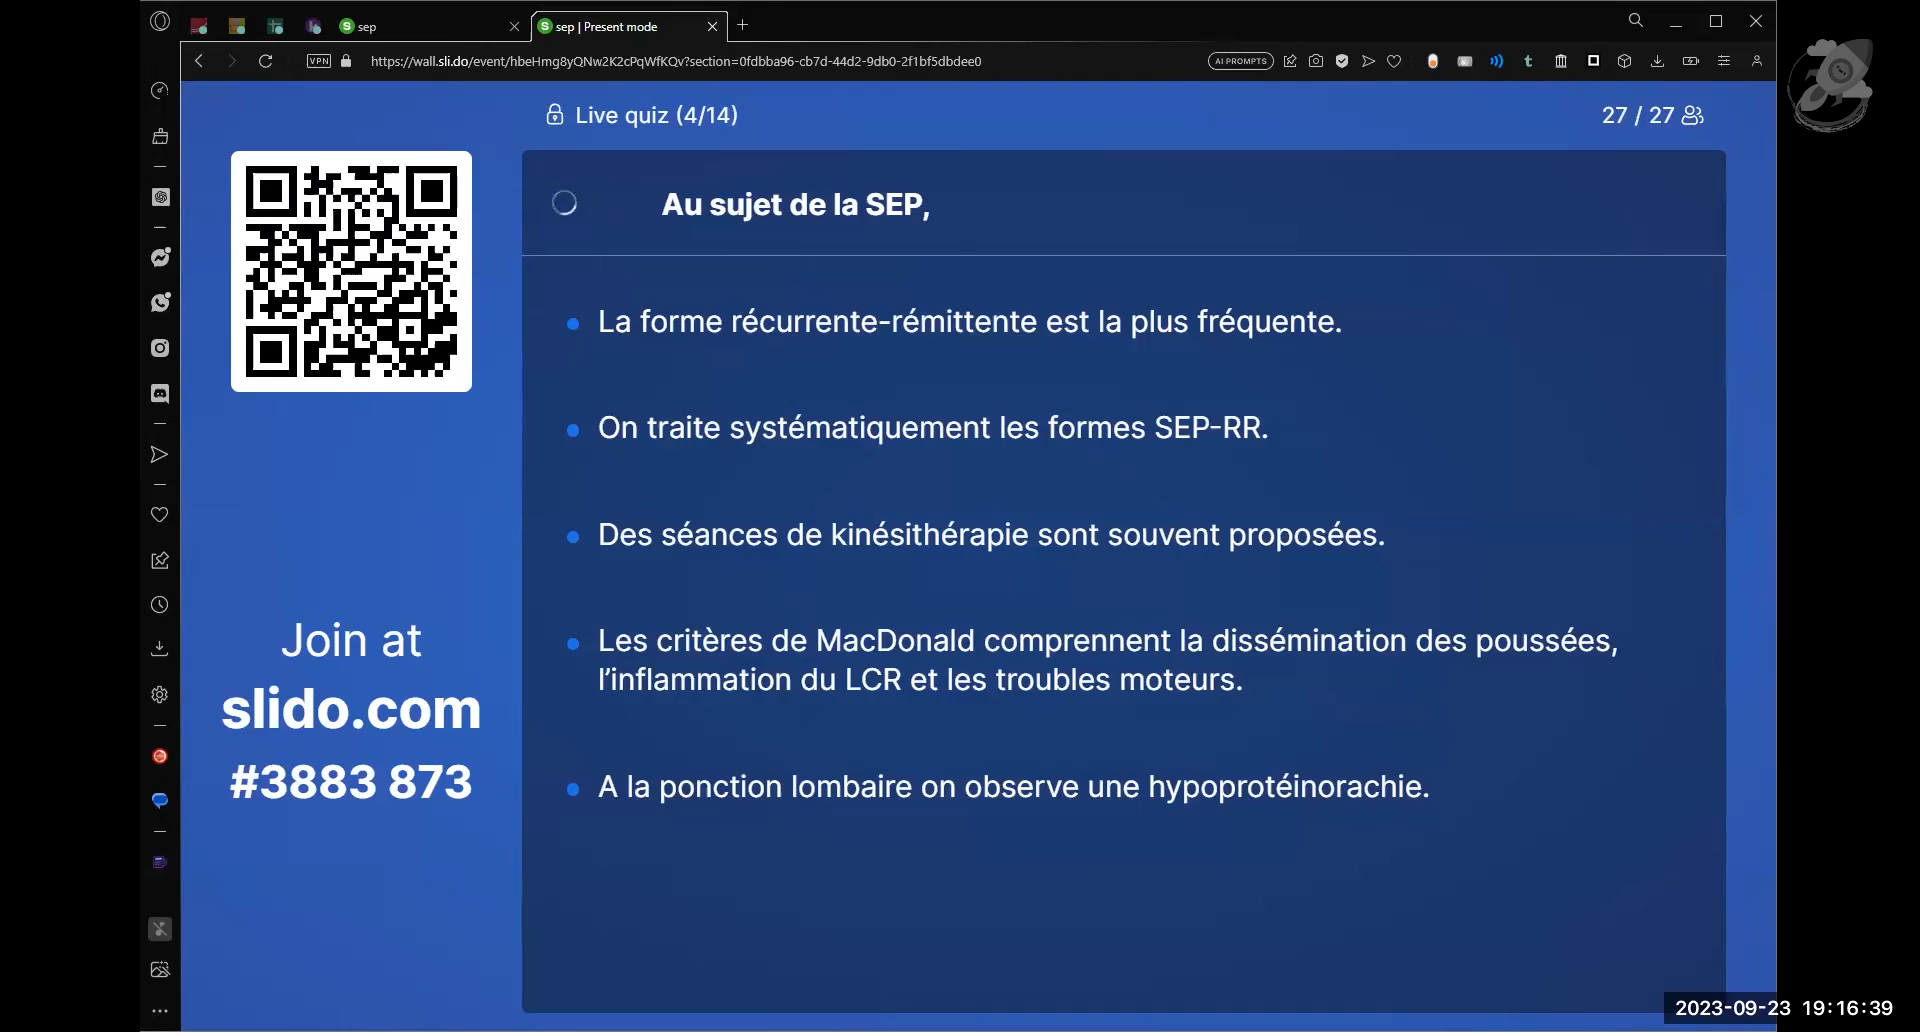 sep
sep | Present mode
VPN
https://wall.sli.do/event/hbeHmg8yQNw2K2cPqWfKQv?section=0fdbba96-cb7d-44d2-9db0-2f1bf5dbdee0
AI PROMPTS
Live quiz (4/14)
27 / 27
Au sujet de la SEP,
La forme récurrente-rémittente est la plus fréquente.
On traite systématiquement les formes SEP-RR.
Des séances de kinésithérapie sont souvent proposées.
Les critères de MacDonald comprennent la dissémination des poussées,
l’inflammation du LCR et les troubles moteurs.
A la ponction lombaire on observe une hypoprotéinorachie.
Join at
slido.com
#3883 873
2023-09-23 19:16:39